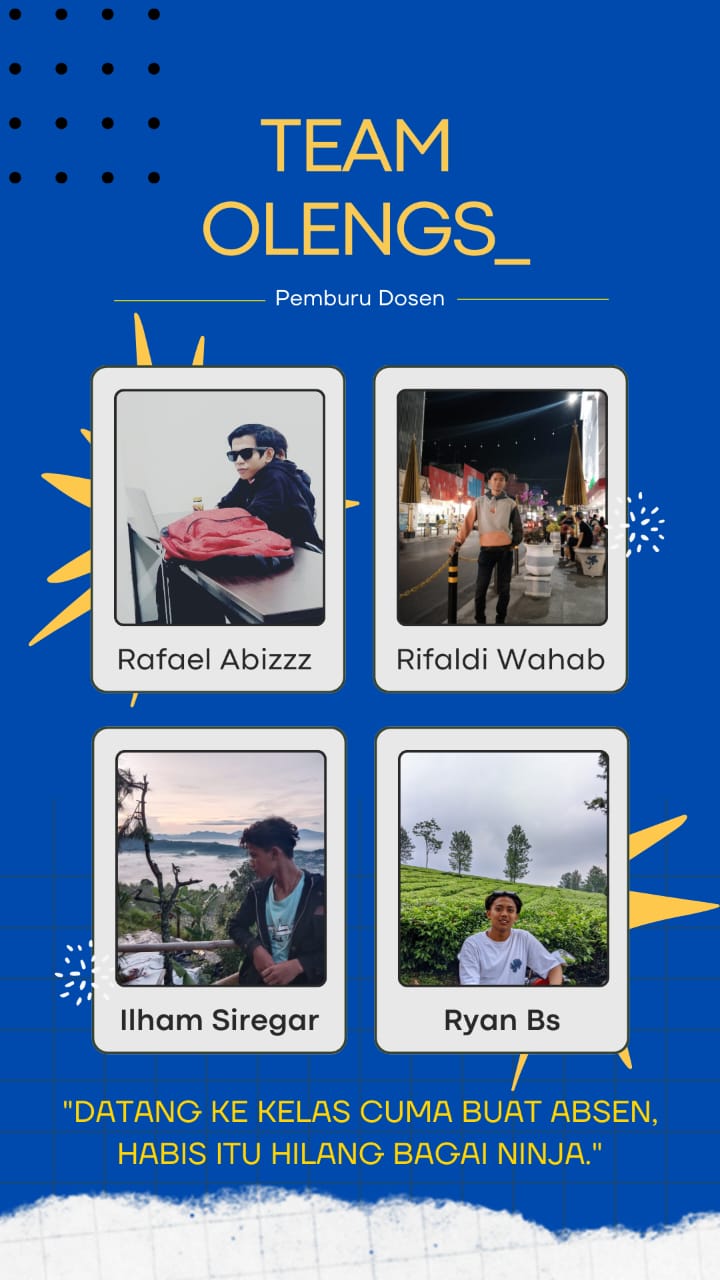 TEAM
OLENGS_
Pemburu Dosen
Rafael Abizzz
Rifaldi Wahab
Ilham Siregar
Ryan Bs
"DATANG KE KELAS CUMA BUAT ABSEN,
HABIS ITU HILANG BAGAI NINJA."